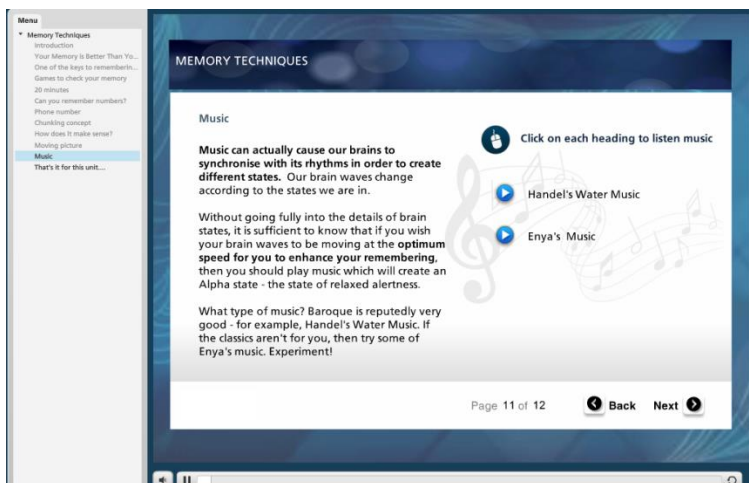 Menu
Memory Techniques
Introduction
Your Memory Is Better Than Yo...
One of the keys to rememberin...
Games to check your memory
20 minutes
Can you remember numbers?
Phone number
Chunking concept
How does it make sense?
Moving picture
Music
That's it for this unit....
MEMORY TECHNIQUES
Music
Music can actually cause our brains to
synchronise with its rhythms in order to create
different states. Our brain waves change
according to the states we are in.
Without going fully into the details of brain
states, it is sufficient to know that if you wish
your brain waves to be moving at the optimum
speed for you to enhance your remembering,
then you should play music which will create an
Alpha state - the state of relaxed alertness.
What type of music? Baroque is reputedly very
good - for example, Handel's Water Music. If
the classics aren't for you, then try some of
Enya's music. Experiment!
Click on each heading to listen music
Handel's Water Music
Enya's Music
Page 11 of 12
Back
Next